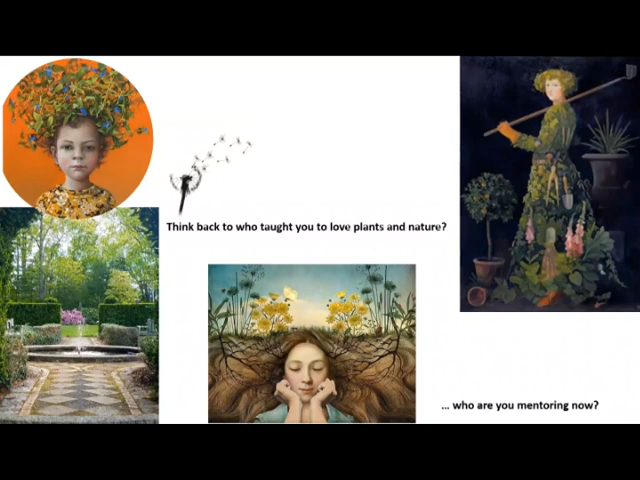 Think back to who taught you to love plants and nature?
... who are you mentoring now?